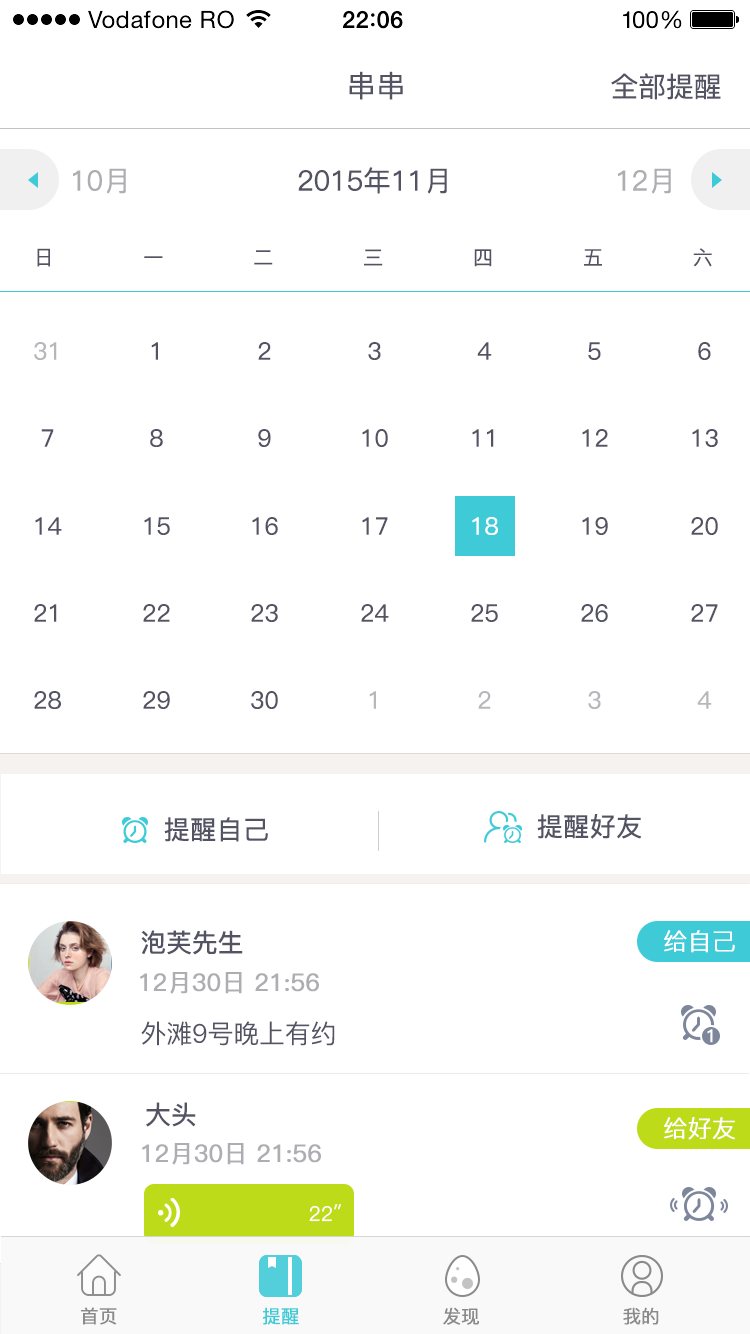 Vodafone RO 22:06 100%
串串 全部提醒
10月 2015年11月 12月
日 一 二 三 四 五 六
31 1 2 3 4 5 6
7 8 9 10 11 12 13
14 15 16 17 18 19 20
21 22 23 24 25 26 27
28 29 30 1 2 3 4
提醒自己 提醒好友
泡芙先生 给自己
12月30日 21:56
外滩9号晚上有约 1
大头 给好友
12月30日 21:56
22″
首页 提醒 发现 我的